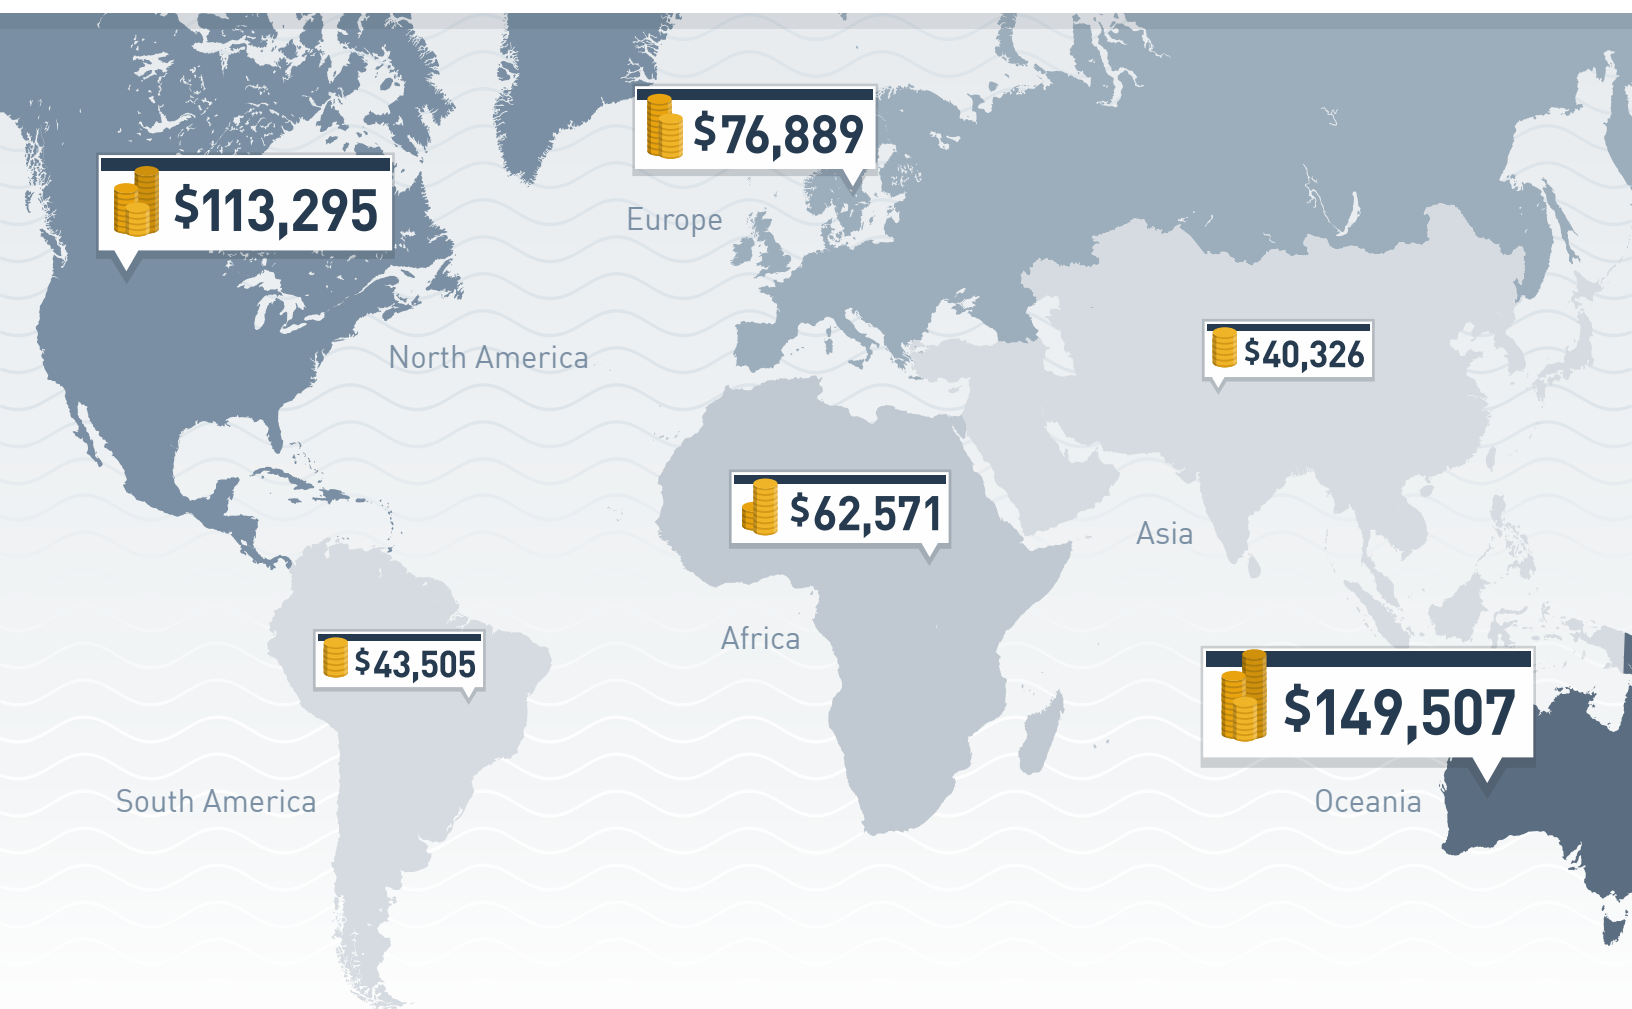 $76,889
$113,295
Europe
North America
$40,326
$62,571
Asia
Africa
$43,505
$149,507
South America
Oceania